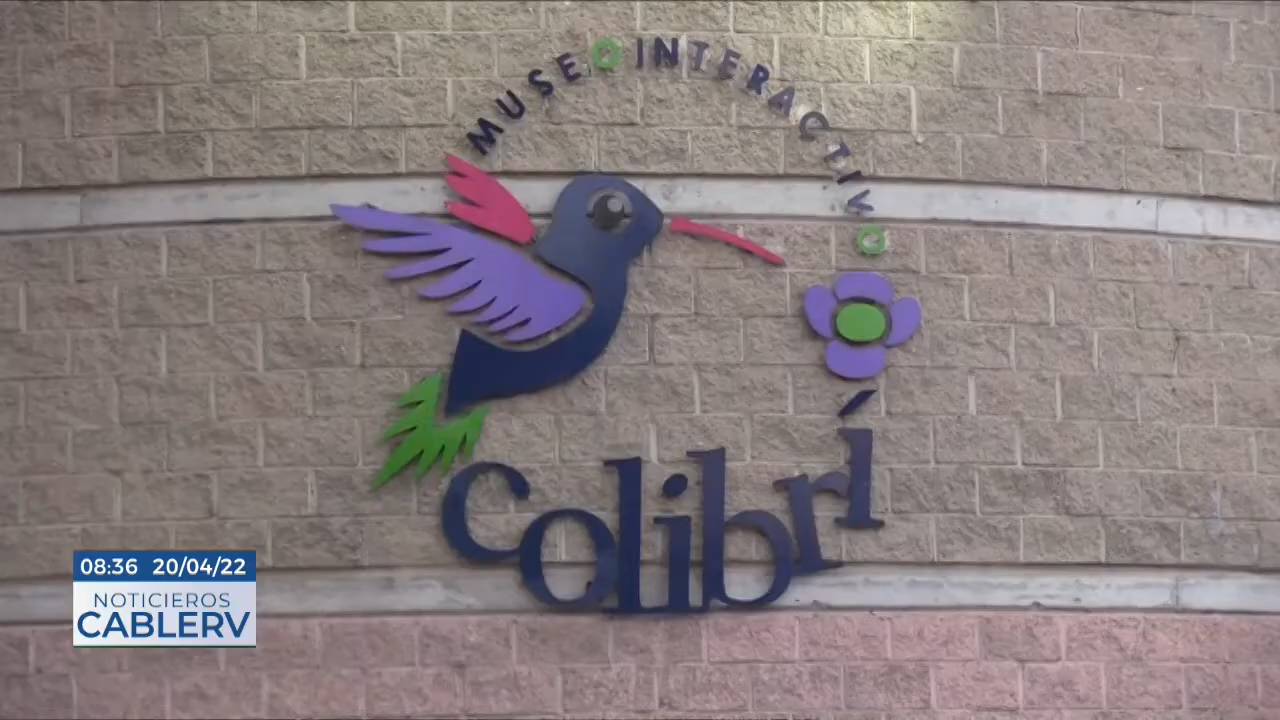 MUSEO INTERACTIVO
Colibrí
08:36 20/04/22
NOTICIEROS
CABLERV